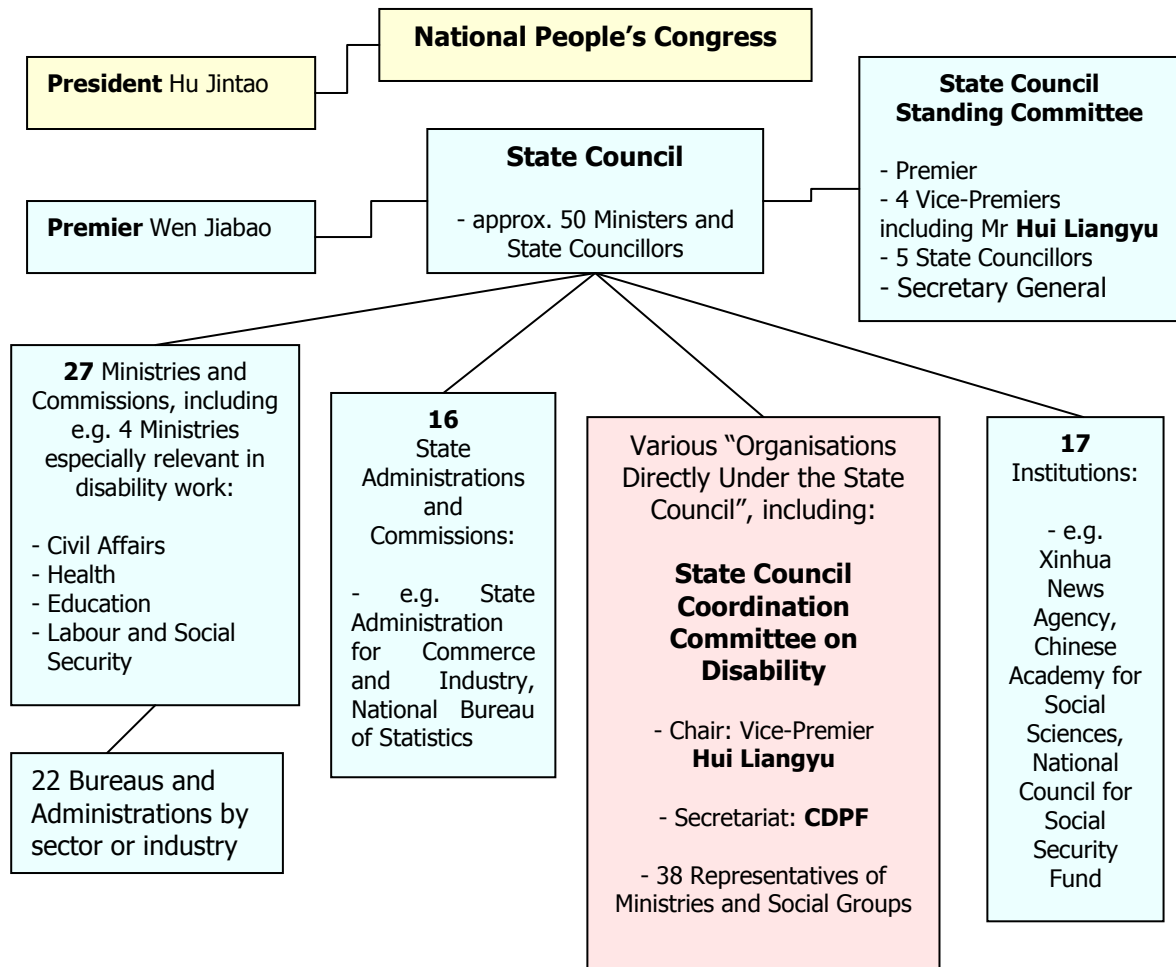 National People’s Congress
President Hu Jintao
State Council
Standing Committee
- Premier
- 4 Vice-Premiers
including Mr Hui Liangyu
- 5 State Councillors
- Secretary General
State Council
- approx. 50 Ministers and
State Councillors
Premier Wen Jiabao
27 Ministries and
Commissions, including
e.g. 4 Ministries
especially relevant in
disability work:
- Civil Affairs
- Health
- Education
- Labour and Social
Security
22 Bureaus and
Administrations by
sector or industry
16
State
Administrations
and
Commissions:
- e.g. State
Administration
for Commerce
and Industry,
National Bureau
of Statistics
Various “Organisations
Directly Under the State
Council”, including:
State Council
Coordination
Committee on
Disability
- Chair: Vice-Premier
Hui Liangyu
- Secretariat: CDPF
- 38 Representatives of
Ministries and Social Groups
17
Institutions:
- e.g.
Xinhua
News
Agency,
Chinese
Academy for
Social
Sciences,
National
Council for
Social
Security
Fund